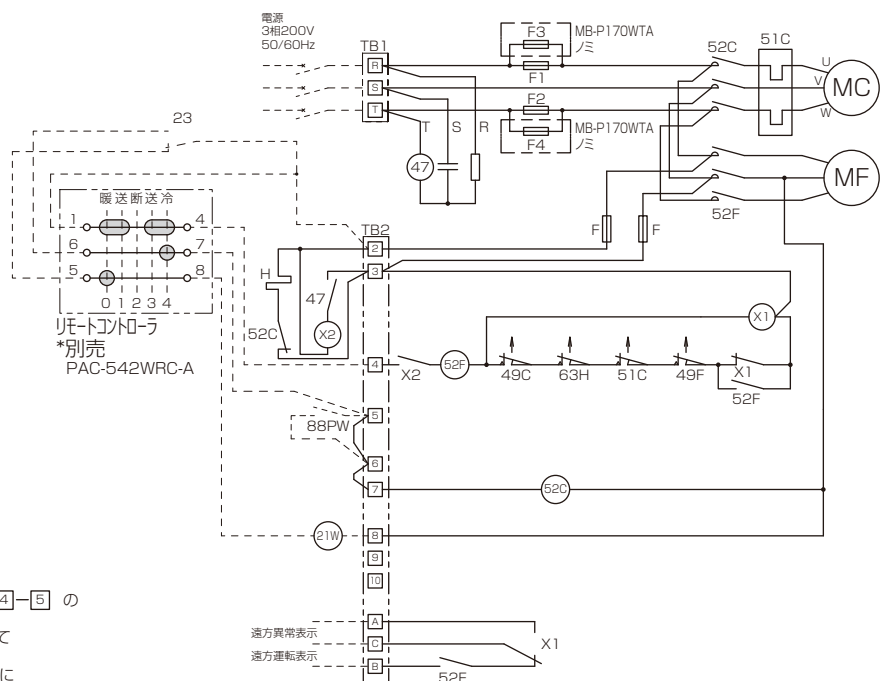 電源
3相200V
50/60Hz
TB1
R
S
T
F3
F1
MB-P170WTA
ノミ
F2
F4
MB-P170WTA
ノミ
52C
51C
U
V
W
MC
T
S
R
47
MF
52F
23
暖送断送冷
1
4
6
7
5
8
0 1 2 3 4
リモートコントローラ
*別売
PAC-542WRC-A
TB2
F
F
2
3
H
47
52C
X2
X1
4
X2
52F
49C
63H
51C
49F
X1
52F
5
88PW
6
7
52C
21W
8
9
10
4-5 の
て
に
遠方異常表示
遠方運転表示
A
C
B
X1
52F